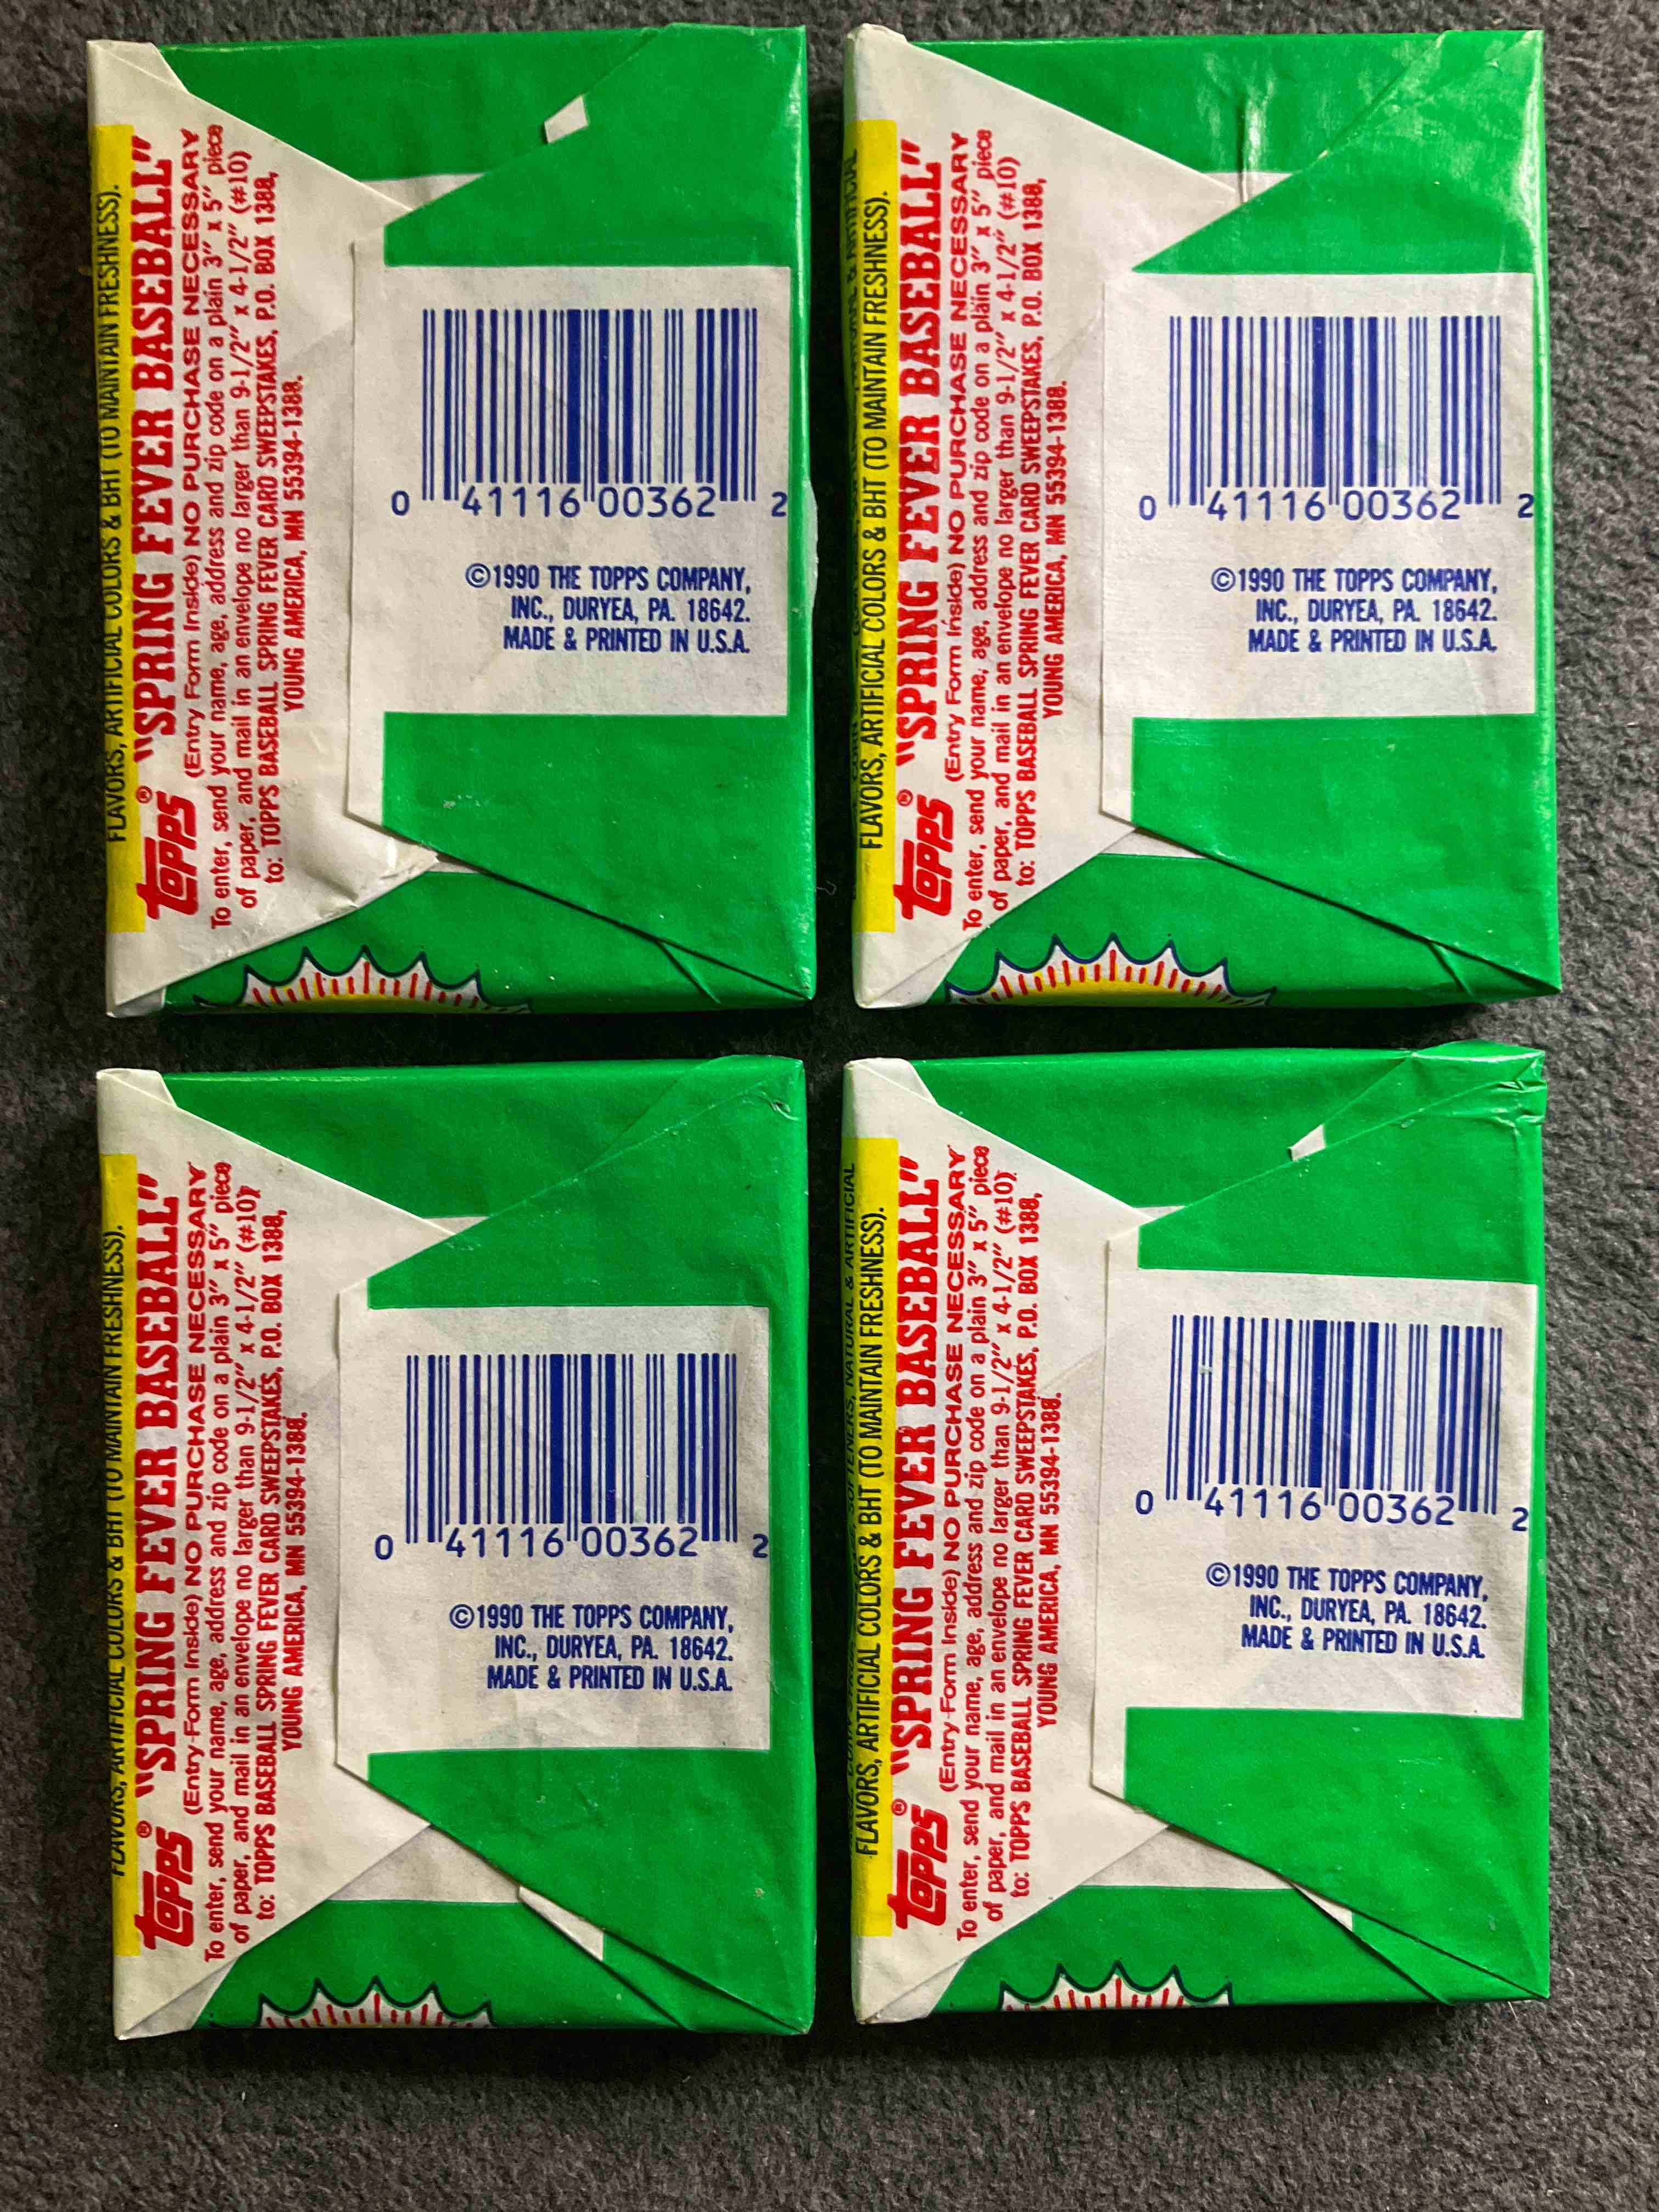 FLAVORS, ARTIFICIAL COLORS & BHT (TO MAINTAIN FRESHNESS).
TOPPS® "SPRING FEVER BASEBALL"
(Entry Form Inside) NO PURCHASE NECESSARY
To enter, send your name, age, address and zip code on a plain 3" x 5" piece
of paper, and mail in an envelope no larger than 9-1/2" x 4-1/2" (#10)
to: TOPPS BASEBALL SPRING FEVER CARD SWEEPSTAKES, P.O. BOX 1388,
YOUNG AMERICA, MN 55394-1388.
0 41116 00362 2
©1990 THE TOPPS COMPANY,
INC., DURYEA, PA. 18642.
MADE & PRINTED IN U.S.A.
FLAVORS, ARTIFICIAL COLORS & BHT (TO MAINTAIN FRESHNESS).
TOPPS® "SPRING FEVER BASEBALL"
(Entry Form Inside) NO PURCHASE NECESSARY
To enter, send your name, age, address and zip code on a plain 3" x 5" piece
of paper, and mail in an envelope no larger than 9-1/2" x 4-1/2" (#10)
to: TOPPS BASEBALL SPRING FEVER CARD SWEEPSTAKES, P.O. BOX 1388,
YOUNG AMERICA, MN 55394-1388.
0 41116 00362 2
©1990 THE TOPPS COMPANY,
INC., DURYEA, PA. 18642.
MADE & PRINTED IN U.S.A.
FLAVORS, ARTIFICIAL COLORS & BHT (TO MAINTAIN FRESHNESS).
TOPPS® "SPRING FEVER BASEBALL"
(Entry Form Inside) NO PURCHASE NECESSARY
To enter, send your name, age, address and zip code on a plain 3" x 5" piece
of paper, and mail in an envelope no larger than 9-1/2" x 4-1/2" (#10)
to: TOPPS BASEBALL SPRING FEVER CARD SWEEPSTAKES, P.O. BOX 1388,
YOUNG AMERICA, MN 55394-1388.
0 41116 00362 2
©1990 THE TOPPS COMPANY,
INC., DURYEA, PA. 18642.
MADE & PRINTED IN U.S.A.
SOFTENERS, NATURAL & ARTIFICIAL
FLAVORS, ARTIFICIAL COLORS & BHT (TO MAINTAIN FRESHNESS).
TOPPS® "SPRING FEVER BASEBALL"
(Entry Form Inside) NO PURCHASE NECESSARY
To enter, send your name, age, address and zip code on a plain 3" x 5" piece
of paper, and mail in an envelope no larger than 9-1/2" x 4-1/2" (#10)
to: TOPPS BASEBALL SPRING FEVER CARD SWEEPSTAKES, P.O. BOX 1388,
YOUNG AMERICA, MN 55394-1388.
0 41116 00362 2
©1990 THE TOPPS COMPANY,
INC., DURYEA, PA. 18642.
MADE & PRINTED IN U.S.A.